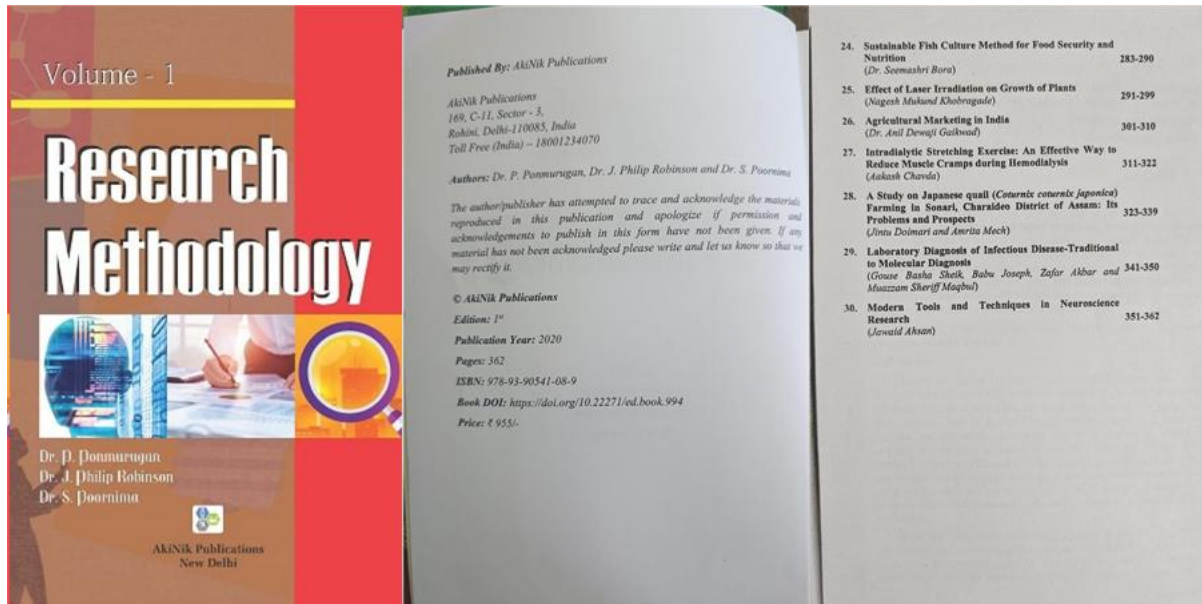 Volume - 1
Research
Methodology
Dr. P. Ponmurugan
Dr. J. Philip Robinson
Dr. S. Poornima
AkiNik Publications
New Delhi
Published By: AkiNik Publications
AkiNik Publications
169, C-11, Sector - 3,
Rohini, Delhi-110085, India
Toll Free (India) – 18001234070
Authors: Dr. P. Ponmurugan, Dr. J. Philip Robinson and Dr. S. Poornima
The author/publisher has attempted to trace and acknowledge the materials
reproduced in this publication and apologize if permission and
acknowledgements to publish in this form have not been given. If any
material has not been acknowledged please write and let us know so that we
may rectify it.
© AkiNik Publications
Edition: 1st
Publication Year: 2020
Pages: 362
ISBN: 978-93-90541-08-9
Book DOI: https://doi.org/10.22271/ed.book.994
Price: ₹ 955/-
24. Sustainable Fish Culture Method for Food Security and
Nutrition 283-290
(Dr. Seemashri Bora)
25. Effect of Laser Irradiation on Growth of Plants
(Nagesh Mukund Khobragade) 291-299
26. Agricultural Marketing in India
(Dr. Anil Dewaji Gaikwad) 301-310
27. Intradialytic Stretching Exercise: An Effective Way to
Reduce Muscle Cramps during Hemodialysis 311-322
(Aakash Chavda)
28. A Study on Japanese quail (Coturnix coturnix japonica)
Farming in Sonari, Charaideo District of Assam: Its
Problems and Prospects 323-339
(Jintu Doimari and Amrita Mech)
29. Laboratory Diagnosis of Infectious Disease-Traditional
to Molecular Diagnosis
(Gouse Basha Sheik, Babu Joseph, Zafar Akbar and 341-350
Muazzam Sheriff Maqbul)
30. Modern Tools and Techniques in Neuroscience
Research 351-362
(Jawaid Ahsan)